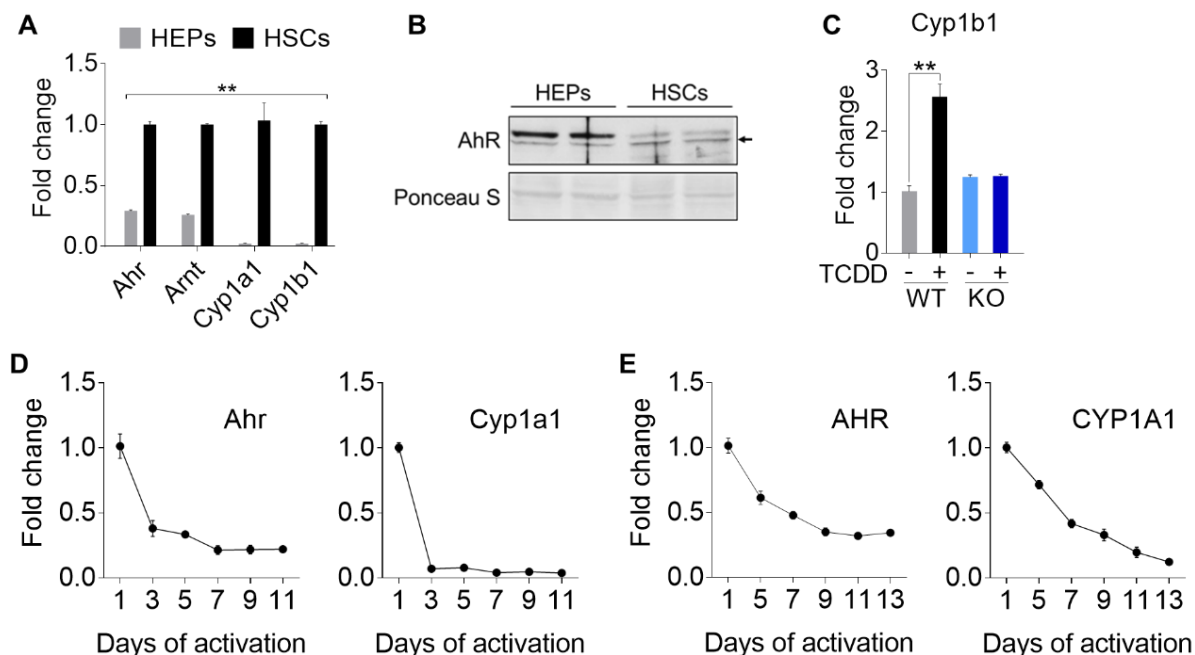 A
HEPs HSCs
Fold change
1.5
**
1.0
0.5
0.0
Ahr
Arnt
Cyp1a1
Cyp1b1
B
HEPs HSCs
AhR
Ponceau S
C
Cyp1b1
Fold change
3
**
2
1
0
TCDD - + - +
WT KO
D
Fold change
1.5
Ahr
1.0
0.5
0.0
1 3 5 7 9 11
Days of activation
1.5
Cyp1a1
1.0
0.5
0.0
1 3 5 7 9 11
Days of activation
E
Fold change
1.5
AHR
1.0
0.5
0.0
1 5 7 9 11 13
Days of activation
1.5
CYP1A1
1.0
0.5
0.0
1 5 7 9 11 13
Days of activation